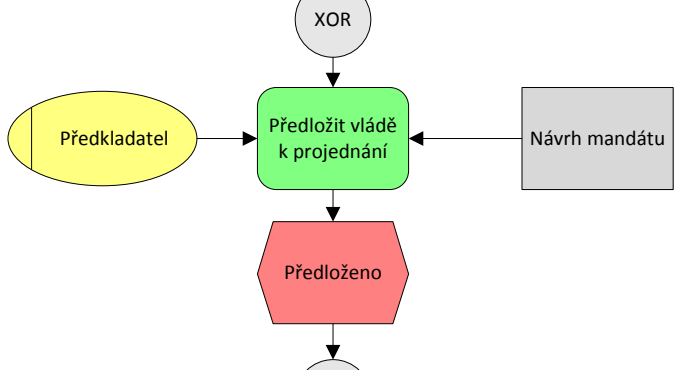 XOR
Předkladatel
Předložit vládě
k projednání
Návrh mandátu
Předloženo